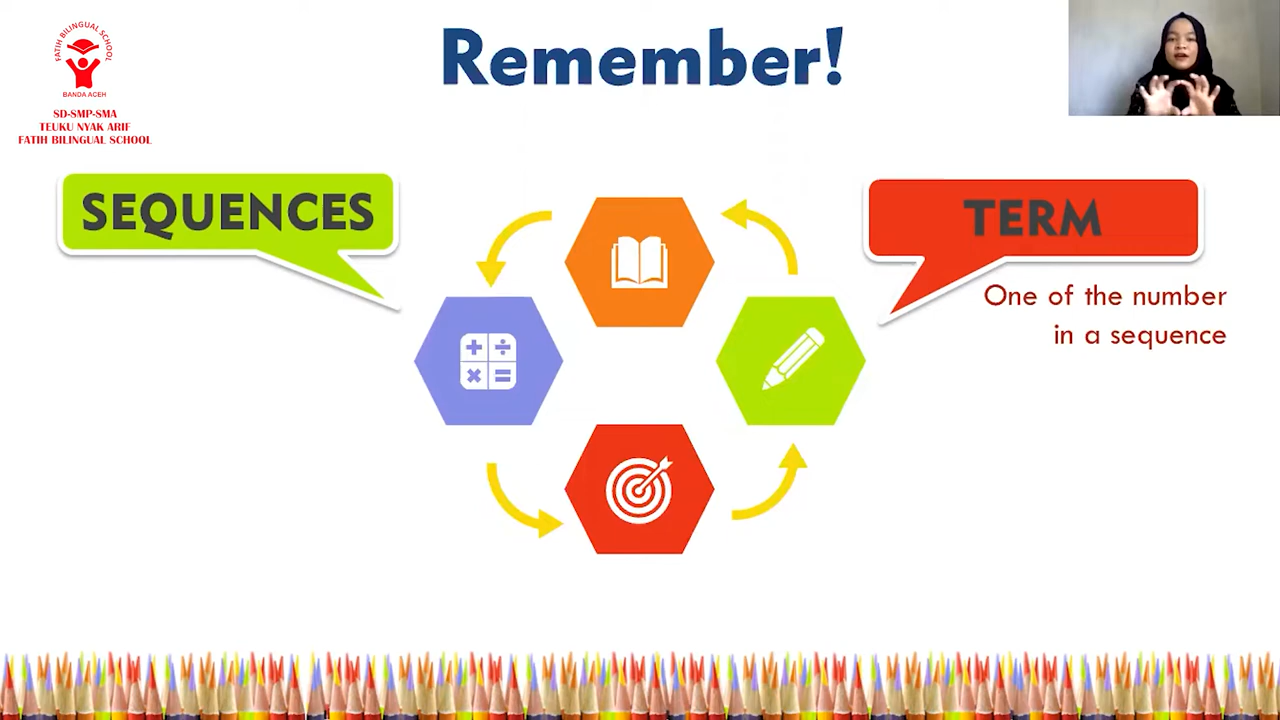 FATIH BILINGUAL SCHOOL
BANDA ACEH
SD-SMP-SMA
TEUKU NYAK ARIF
FATIH BILINGUAL SCHOOL
Remember!
SEQUENCES
TERM
One of the number
in a sequence